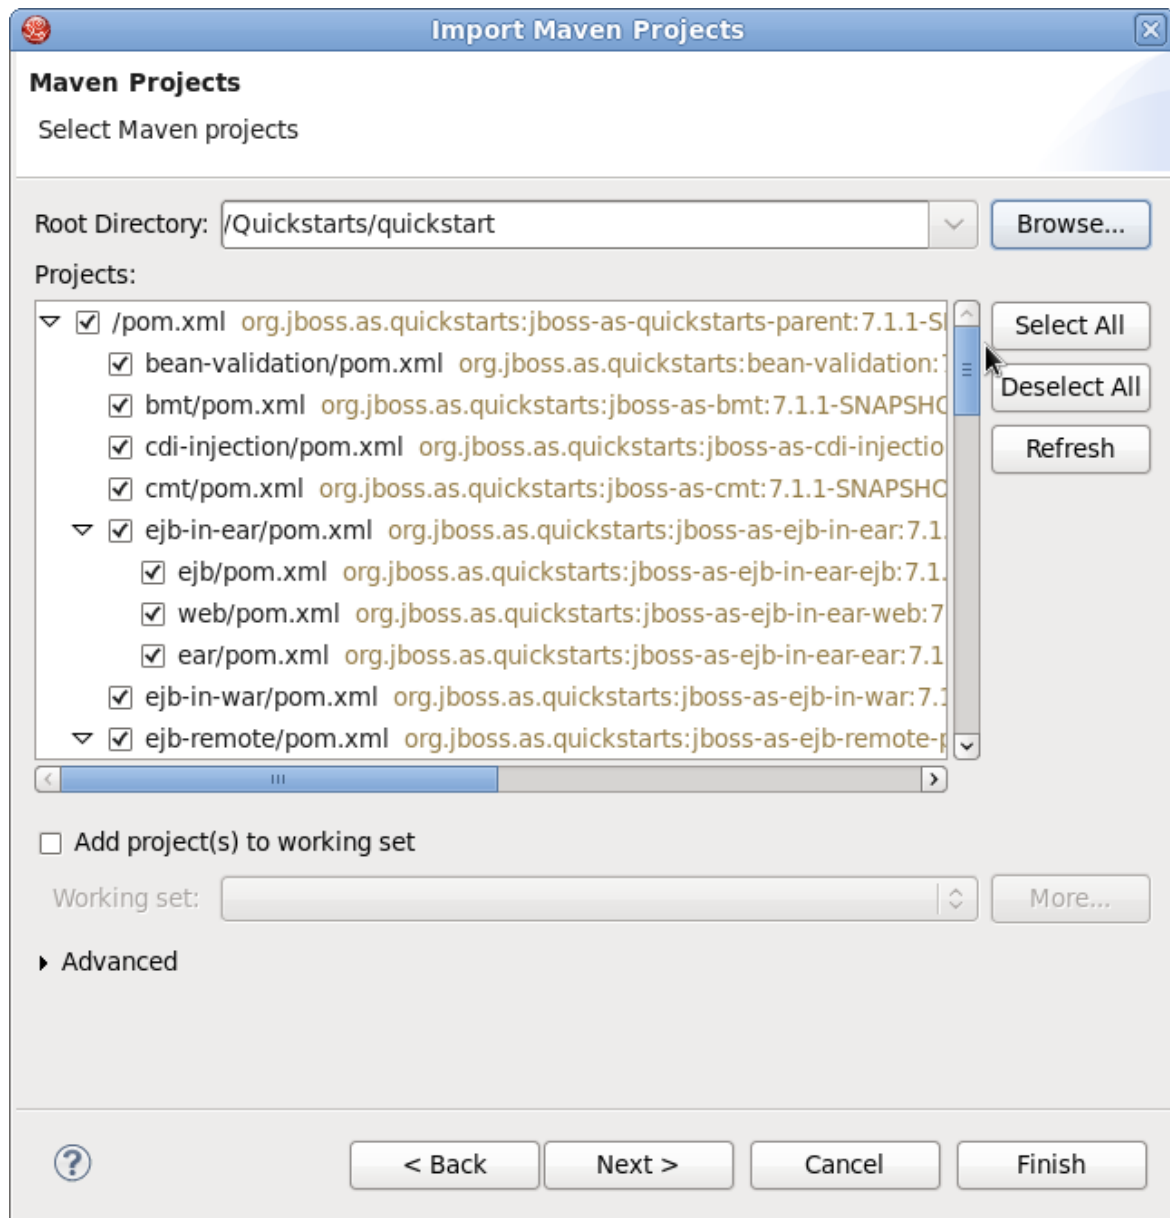 Import Maven Projects
Maven Projects
Select Maven projects
Root Directory: /Quickstarts/quickstart Browse...
Projects:
/pom.xml org.jboss.as.quickstarts:jboss-as-quickstarts-parent:7.1.1-S
bean-validation/pom.xml org.jboss.as.quickstarts:bean-validation:
bmt/pom.xml org.jboss.as.quickstarts:jboss-as-bmt:7.1.1-SNAPSHO
cdi-injection/pom.xml org.jboss.as.quickstarts:jboss-as-cdi-injectio
cmt/pom.xml org.jboss.as.quickstarts:jboss-as-cmt:7.1.1-SNAPSHO
ejb-in-ear/pom.xml org.jboss.as.quickstarts:jboss-as-ejb-in-ear:7.1.
ejb/pom.xml org.jboss.as.quickstarts:jboss-as-ejb-in-ear-ejb:7.1.
web/pom.xml org.jboss.as.quickstarts:jboss-as-ejb-in-ear-web:7
ear/pom.xml org.jboss.as.quickstarts:jboss-as-ejb-in-ear-ear:7.1
ejb-in-war/pom.xml org.jboss.as.quickstarts:jboss-as-ejb-in-war:7.1
ejb-remote/pom.xml org.jboss.as.quickstarts:jboss-as-ejb-remote-p
Select All
Deselect All
Refresh
Add project(s) to working set
Working set: More...
Advanced
? < Back Next > Cancel Finish